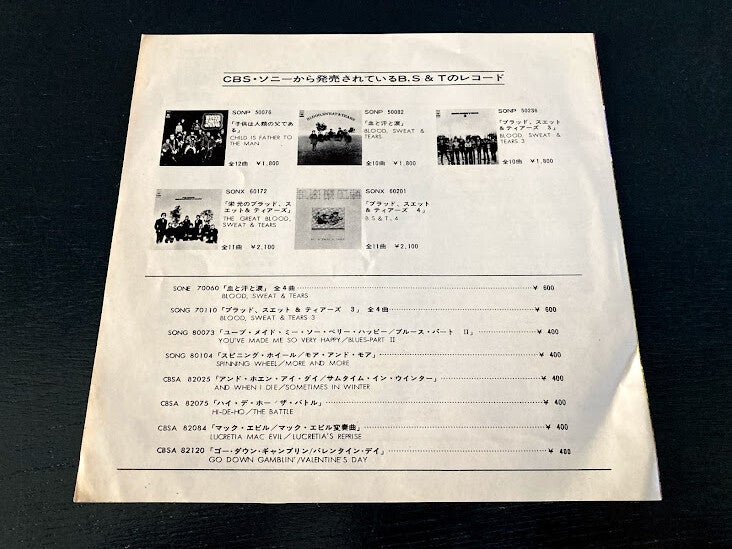 CBS・ソニーから発売されているB,S & Tのレコード
SONP 50076
「子供は人類の父であ
る」
CHILD IS FATHER TO
THE MAN
全12曲 ¥1,800
BLOOD, SWEAT & TEARS
SONP 50082
「血と汗と涙」
BLOOD, SWEAT &
TEARS
全10曲 ¥1,800
SONP 50236
「ブラッド、スエット
&ティアーズ 3」
BLOOD, SWEAT &
TEARS 3
全10曲 ¥1,800
SONX 60172
「栄光のブラッド、ス
エット&ティアーズ」
THE GREAT BLOOD,
SWEAT & TEARS
全11曲 ¥2,100
SONX 60201
「ブラッド、スエット
&ティアーズ 4」
B.S&T.,4
全11曲 ¥2,100
SONE 70060「血と汗と涙」 全4曲 ¥ 600
BLOOD, SWEAT & TEARS
SONG 70110「ブラッド、スエット & ティアーズ 3」 全4曲 ¥ 600
BLOOD, SWEAT & TEARS 3
SONG 80073「ユーブ・メイド・ミー・ソー・ベリー・ハッピー/ブルース・パート II」 ¥ 400
YOU'VE MADE ME SO VERY HAPPY/BLUES-PART II
SONG 80104「スピニング・ホイール/モア・アンド・モア」 ¥ 400
SPINNING WHEEL/MORE AND MORE
CBSA 82025「アンド・ホエン・アイ・ダイ/サムタイム・イン・ウインター」 ¥ 400
AND WHEN I DIE/SOMETIMES IN WINTER
CBSA 82075「ハイ・デ・ホー/ザ・バトル」 ¥ 400
HI-DE-HO/THE BATTLE
CBSA 82084「マック・エビル/マック・エビル変奏曲」 ¥ 400
LUCRETIA MAC EVIL/LUCRETIA'S REPRISE
CBSA 82120「ゴー・ダウン・ギャンブリン/バレンタイン・デイ」 ¥ 400
GO DOWN GAMBLIN'/VALENTINE'S DAY